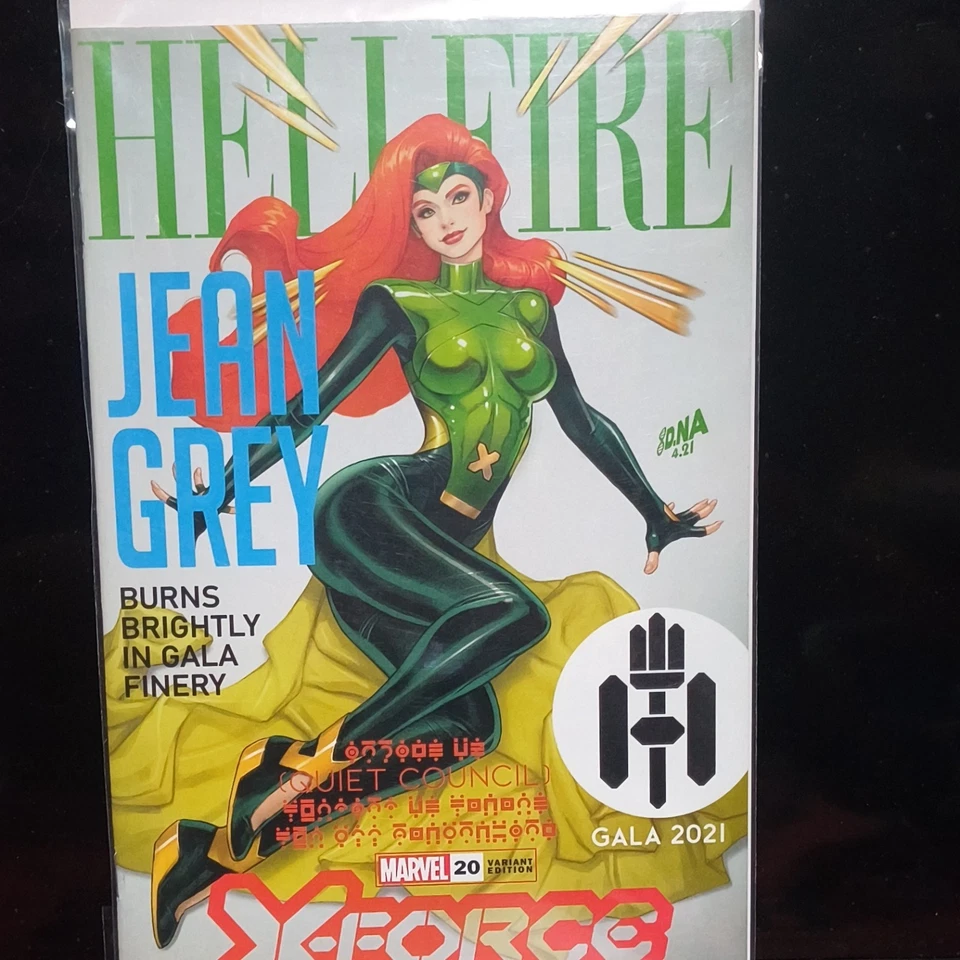 HELLFIRE
JEAN
GREY
BURNS
BRIGHTLY
IN GALA
FINERY
D.NA
4.21
(QUIET COUNCIL)
GALA 2021
MARVEL 20 VARIANT
EDITION
X-FORCE